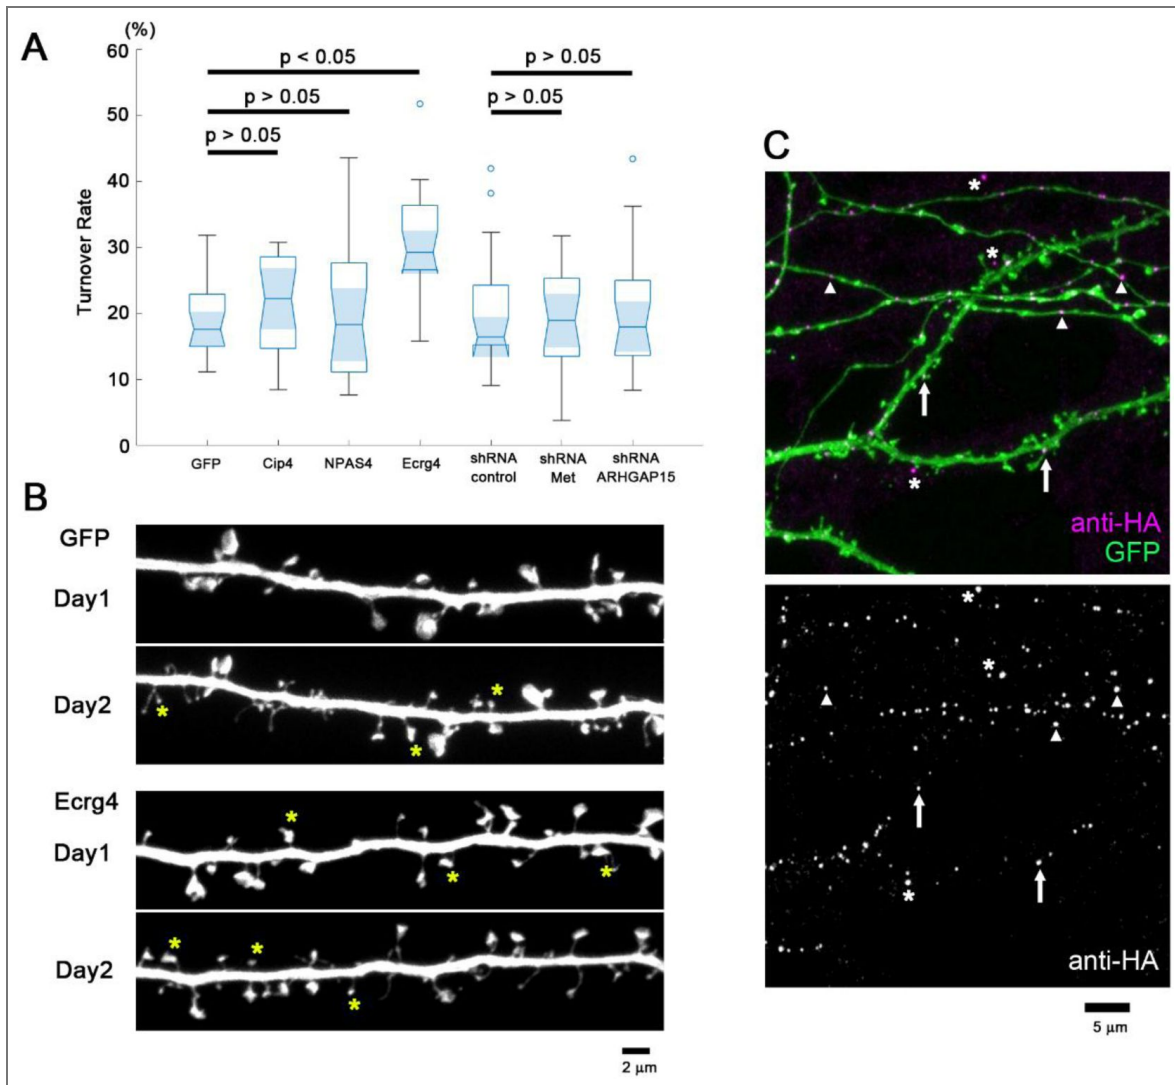 A
(%)
60
50
40
30
20
10
0
Turnover Rate
p < 0.05
p > 0.05
p > 0.05
p > 0.05
p > 0.05
GFP
Cip4
NPAS4
Ecrg4
shRNA
control
shRNA
Met
shRNA
ARHGAP15
B
GFP
Day1
Day2
*
*
*
Ecrg4
Day1
*
*
*
Day2
*
*
*
2 μm
C
*
*
*
anti-HA
GFP
*
*
*
anti-HA
5 μm